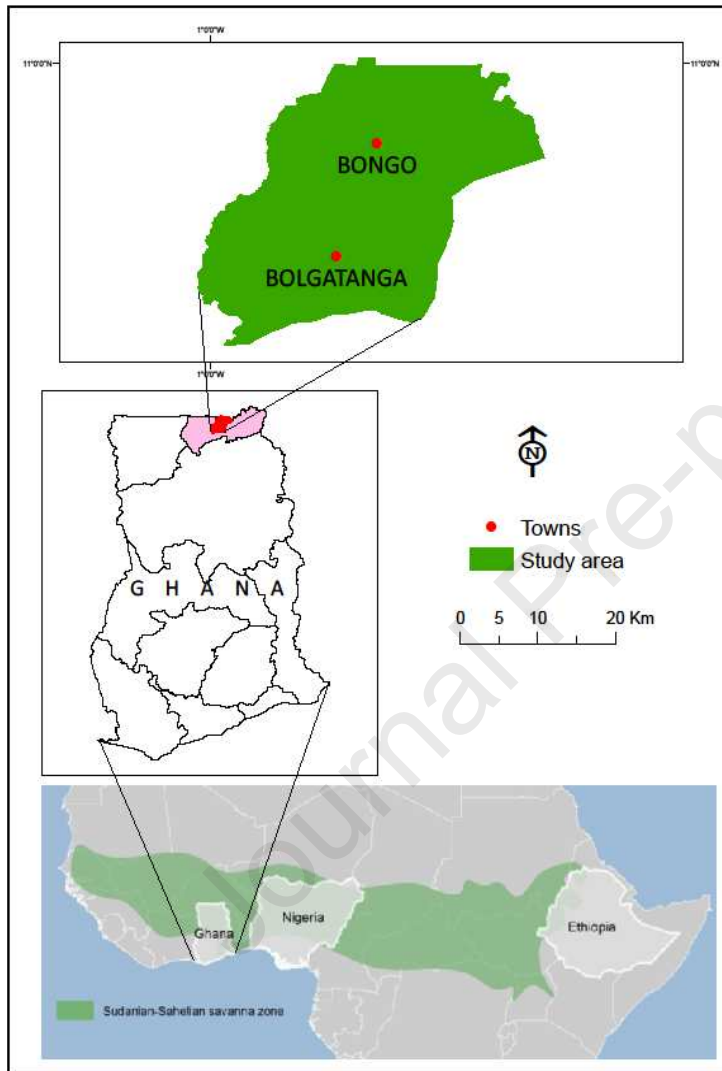 1°0'0"W
11°0'0"N
11°0'0"N
BONGO
BOLGATANGA
1°0'0"W
N
Towns
Study area
0 5 10 20 Km
G H A N A
Ghana
Nigeria
Ethiopia
Sudanian-Sahelian savanna zone
Journal Pre-p